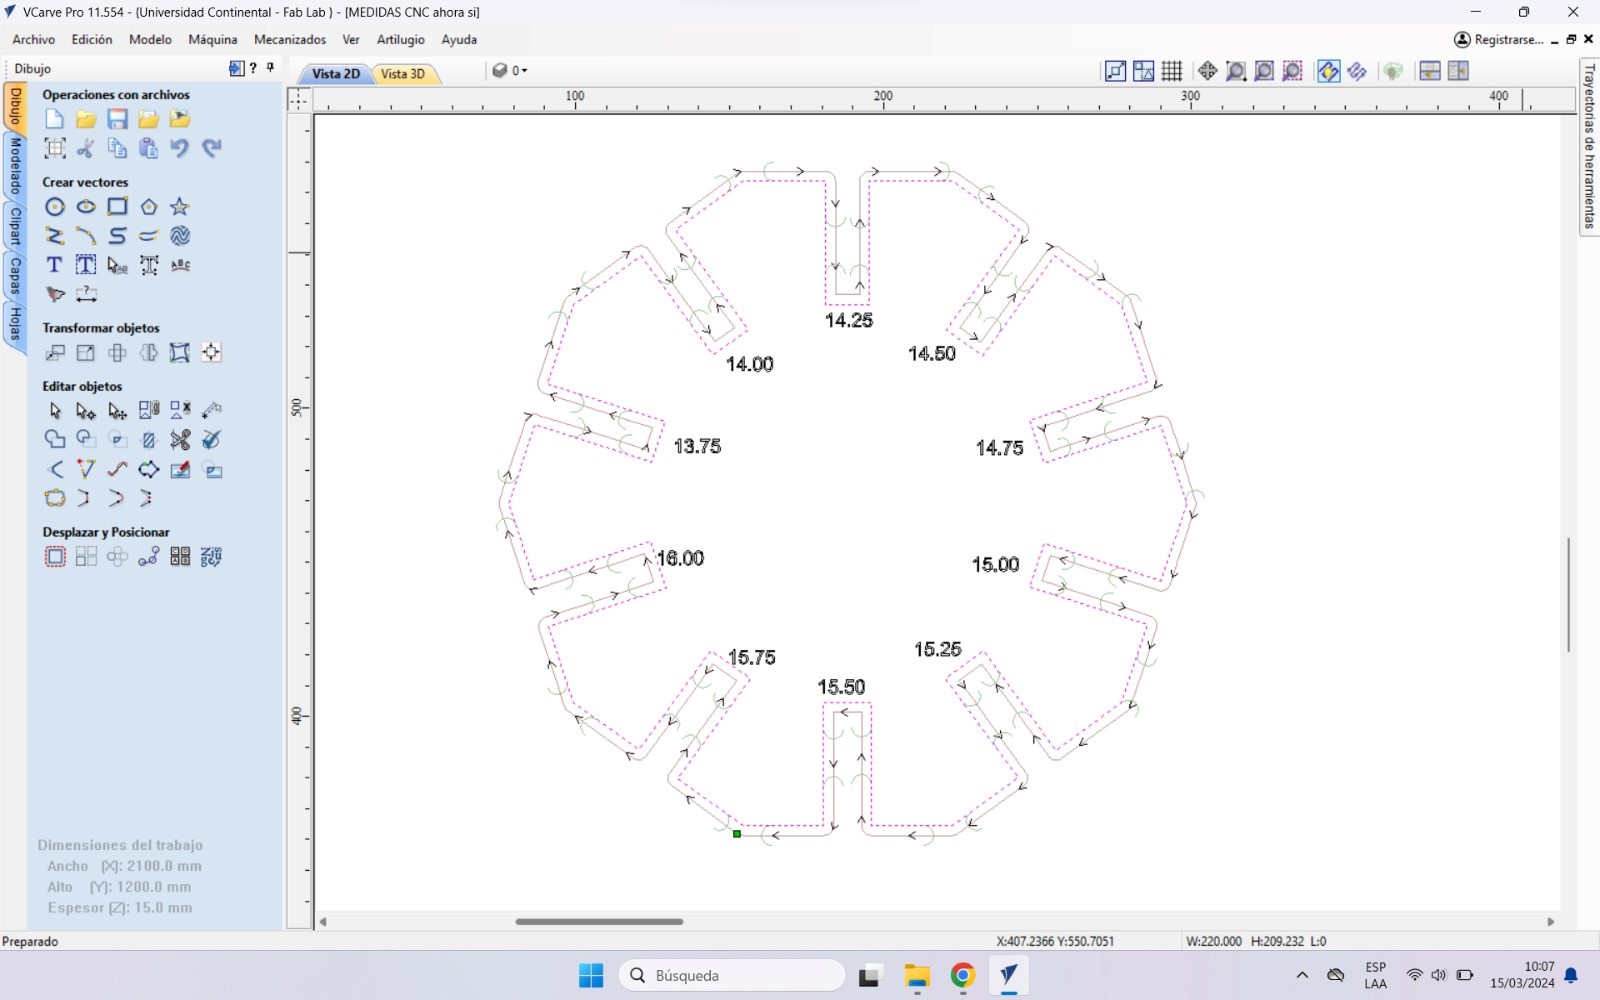 VCarve Pro 11.554 - {Universidad Continental - Fab Lab } - [MEDIDAS CNC ahora si]
Archivo Edición Modelo Máquina Mecanizados Ver Artilugio Ayuda
Registrarse...
Dibujo
Vista 2D Vista 3D
0
Dibujo
Modelado
Clipart
Capas
Hojas
Operaciones con archivos
Crear vectores
Transformar objetos
Editar objetos
Desplazar y Posicionar
Dimensiones del trabajo
Ancho (X): 2100.0 mm
Alto (Y): 1200.0 mm
Espesor (Z): 15.0 mm
100 200 300 400
500
400
14.25
14.00
14.50
13.75
14.75
16.00
15.00
15.75
15.25
15.50
Trayectorias de herramientas
Preparado
X:407.2366 Y:550.7051
W:220.000 H:209.232 L:0
Búsqueda
ESP
LAA
10:07
15/03/2024